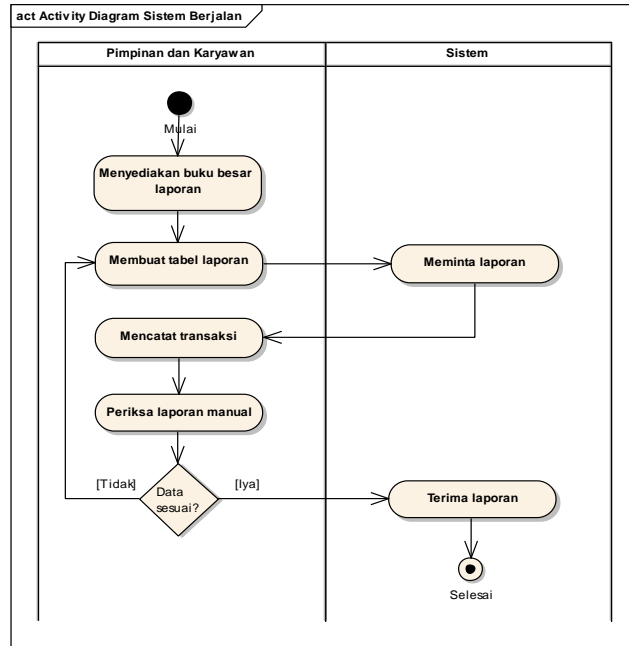 act Activity Diagram Sistem Berjalan
Pimpinan dan Karyawan
Sistem
Mulai
Menyediakan buku besar
laporan
Membuat tabel laporan
Meminta laporan
Mencatat transaksi
Periksa laporan manual
[Tidak]
Data
sesuai?
[Iya]
Terima laporan
Selesai